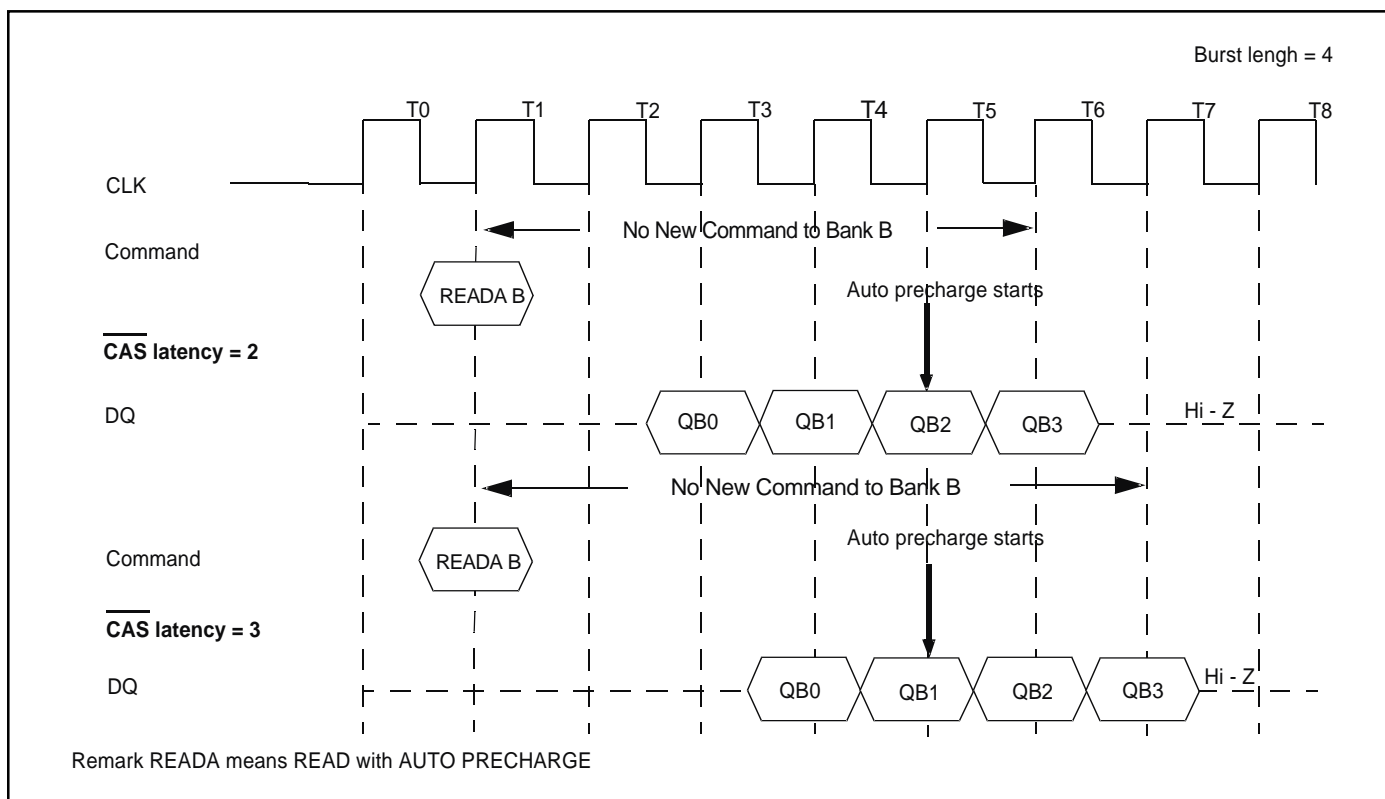 Burst lengh = 4
T0 T1 T2 T3 T4 T5 T6 T7 T8
CLK
No New Command to Bank B
Command
READA B
Auto precharge starts
CAS latency = 2
DQ
QB0 QB1 QB2 QB3 Hi - Z
No New Command to Bank B
Auto precharge starts
Command
READA B
CAS latency = 3
DQ
QB0 QB1 QB2 QB3 Hi - Z
Remark READA means READ with AUTO PRECHARGE